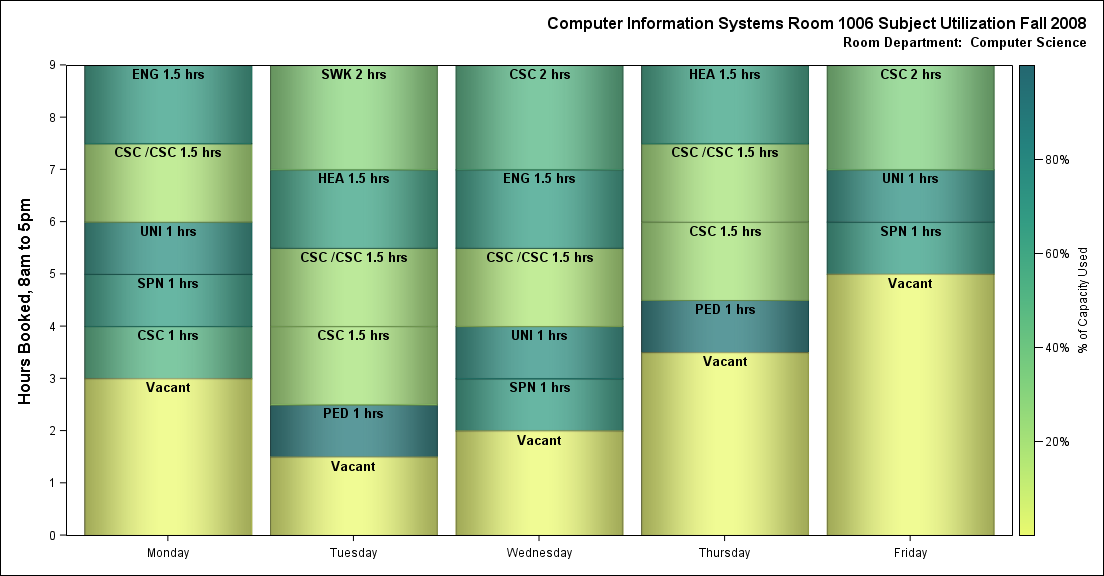 Computer Information Systems Room 1006 Subject Utilization Fall 2008
Room Department:  Computer Science
Hours Booked, 8am to 5pm
9
8
7
6
5
4
3
2
1
0
ENG 1.5 hrs
CSC /CSC 1.5 hrs
UNI 1 hrs
SPN 1 hrs
CSC 1 hrs
Vacant
SWK 2 hrs
HEA 1.5 hrs
CSC /CSC 1.5 hrs
CSC 1.5 hrs
PED 1 hrs
Vacant
CSC 2 hrs
ENG 1.5 hrs
CSC /CSC 1.5 hrs
UNI 1 hrs
SPN 1 hrs
Vacant
HEA 1.5 hrs
CSC /CSC 1.5 hrs
CSC 1.5 hrs
PED 1 hrs
Vacant
CSC 2 hrs
UNI 1 hrs
SPN 1 hrs
Vacant
Monday
Tuesday
Wednesday
Thursday
Friday
80%
60%
40%
20%
% of Capacity Used